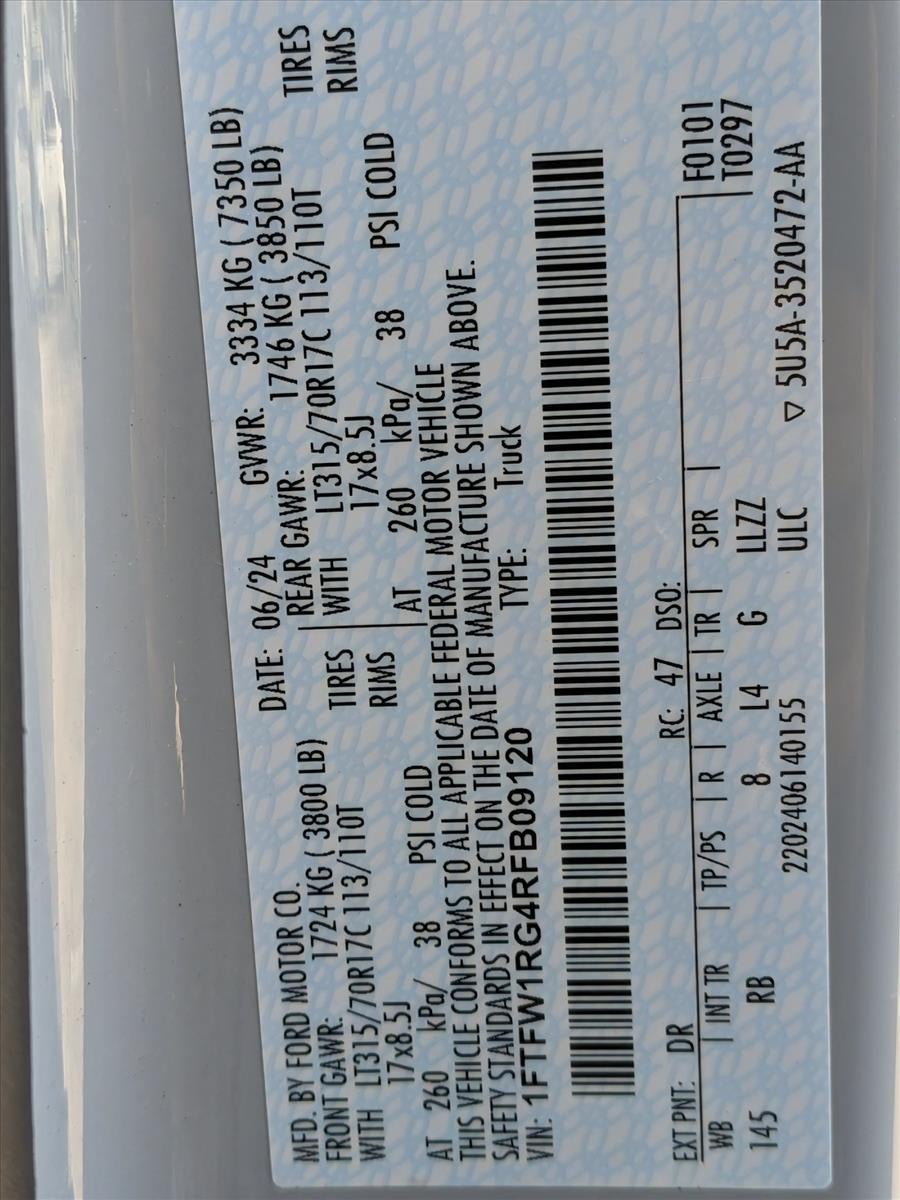 MFD. BY FORD MOTOR CO. DATE: 06/24 GVWR: 3334 KG ( 7350 LB)
FRONT GAWR: 1724 KG ( 3800 LB) REAR GAWR: 1746 KG ( 3850 LB)
WITH LT315/70R17C 113/110T TIRES WITH LT315/70R17C 113/110T TIRES
17x8.5J RIMS 17x8.5J RIMS
AT 260 kPa/ 38 PSI COLD AT 260 kPa/ 38 PSI COLD
THIS VEHICLE CONFORMS TO ALL APPLICABLE FEDERAL MOTOR VEHICLE
SAFETY STANDARDS IN EFFECT ON THE DATE OF MANUFACTURE SHOWN ABOVE.
VIN: 1FTFW1RG4RFB09120 TYPE: Truck
EXT PNT: DR RC: 47 DSO: F0101
WB INT TR TP/PS R AXLE TR SPR T0297
145 RB 8 L4 G LLZZ
2202406140155 ULC ▽ 5U5A-3520472-AA